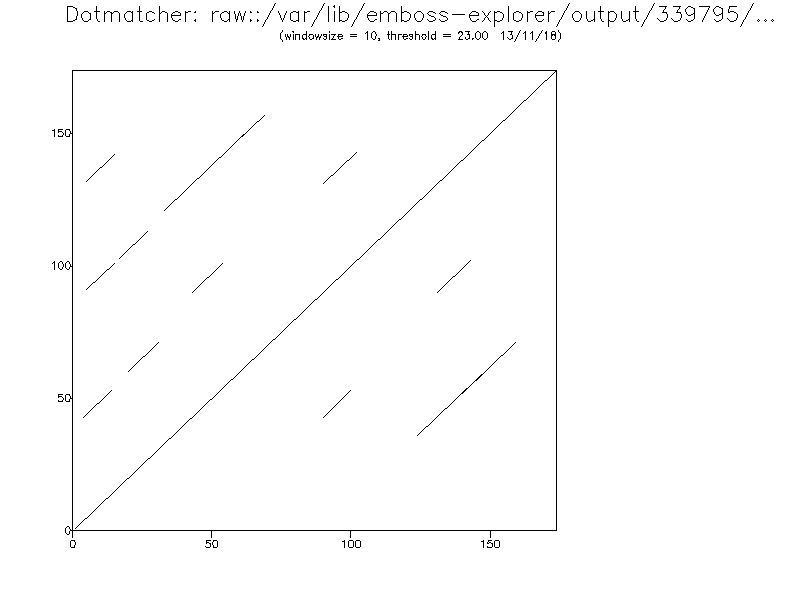 Dotmatcher: raw::/var/lib/emboss-explorer/output/339795/...
(windowsize = 10, threshold = 23.00 13/11/18)
150
100
50
0
0 50 100 150